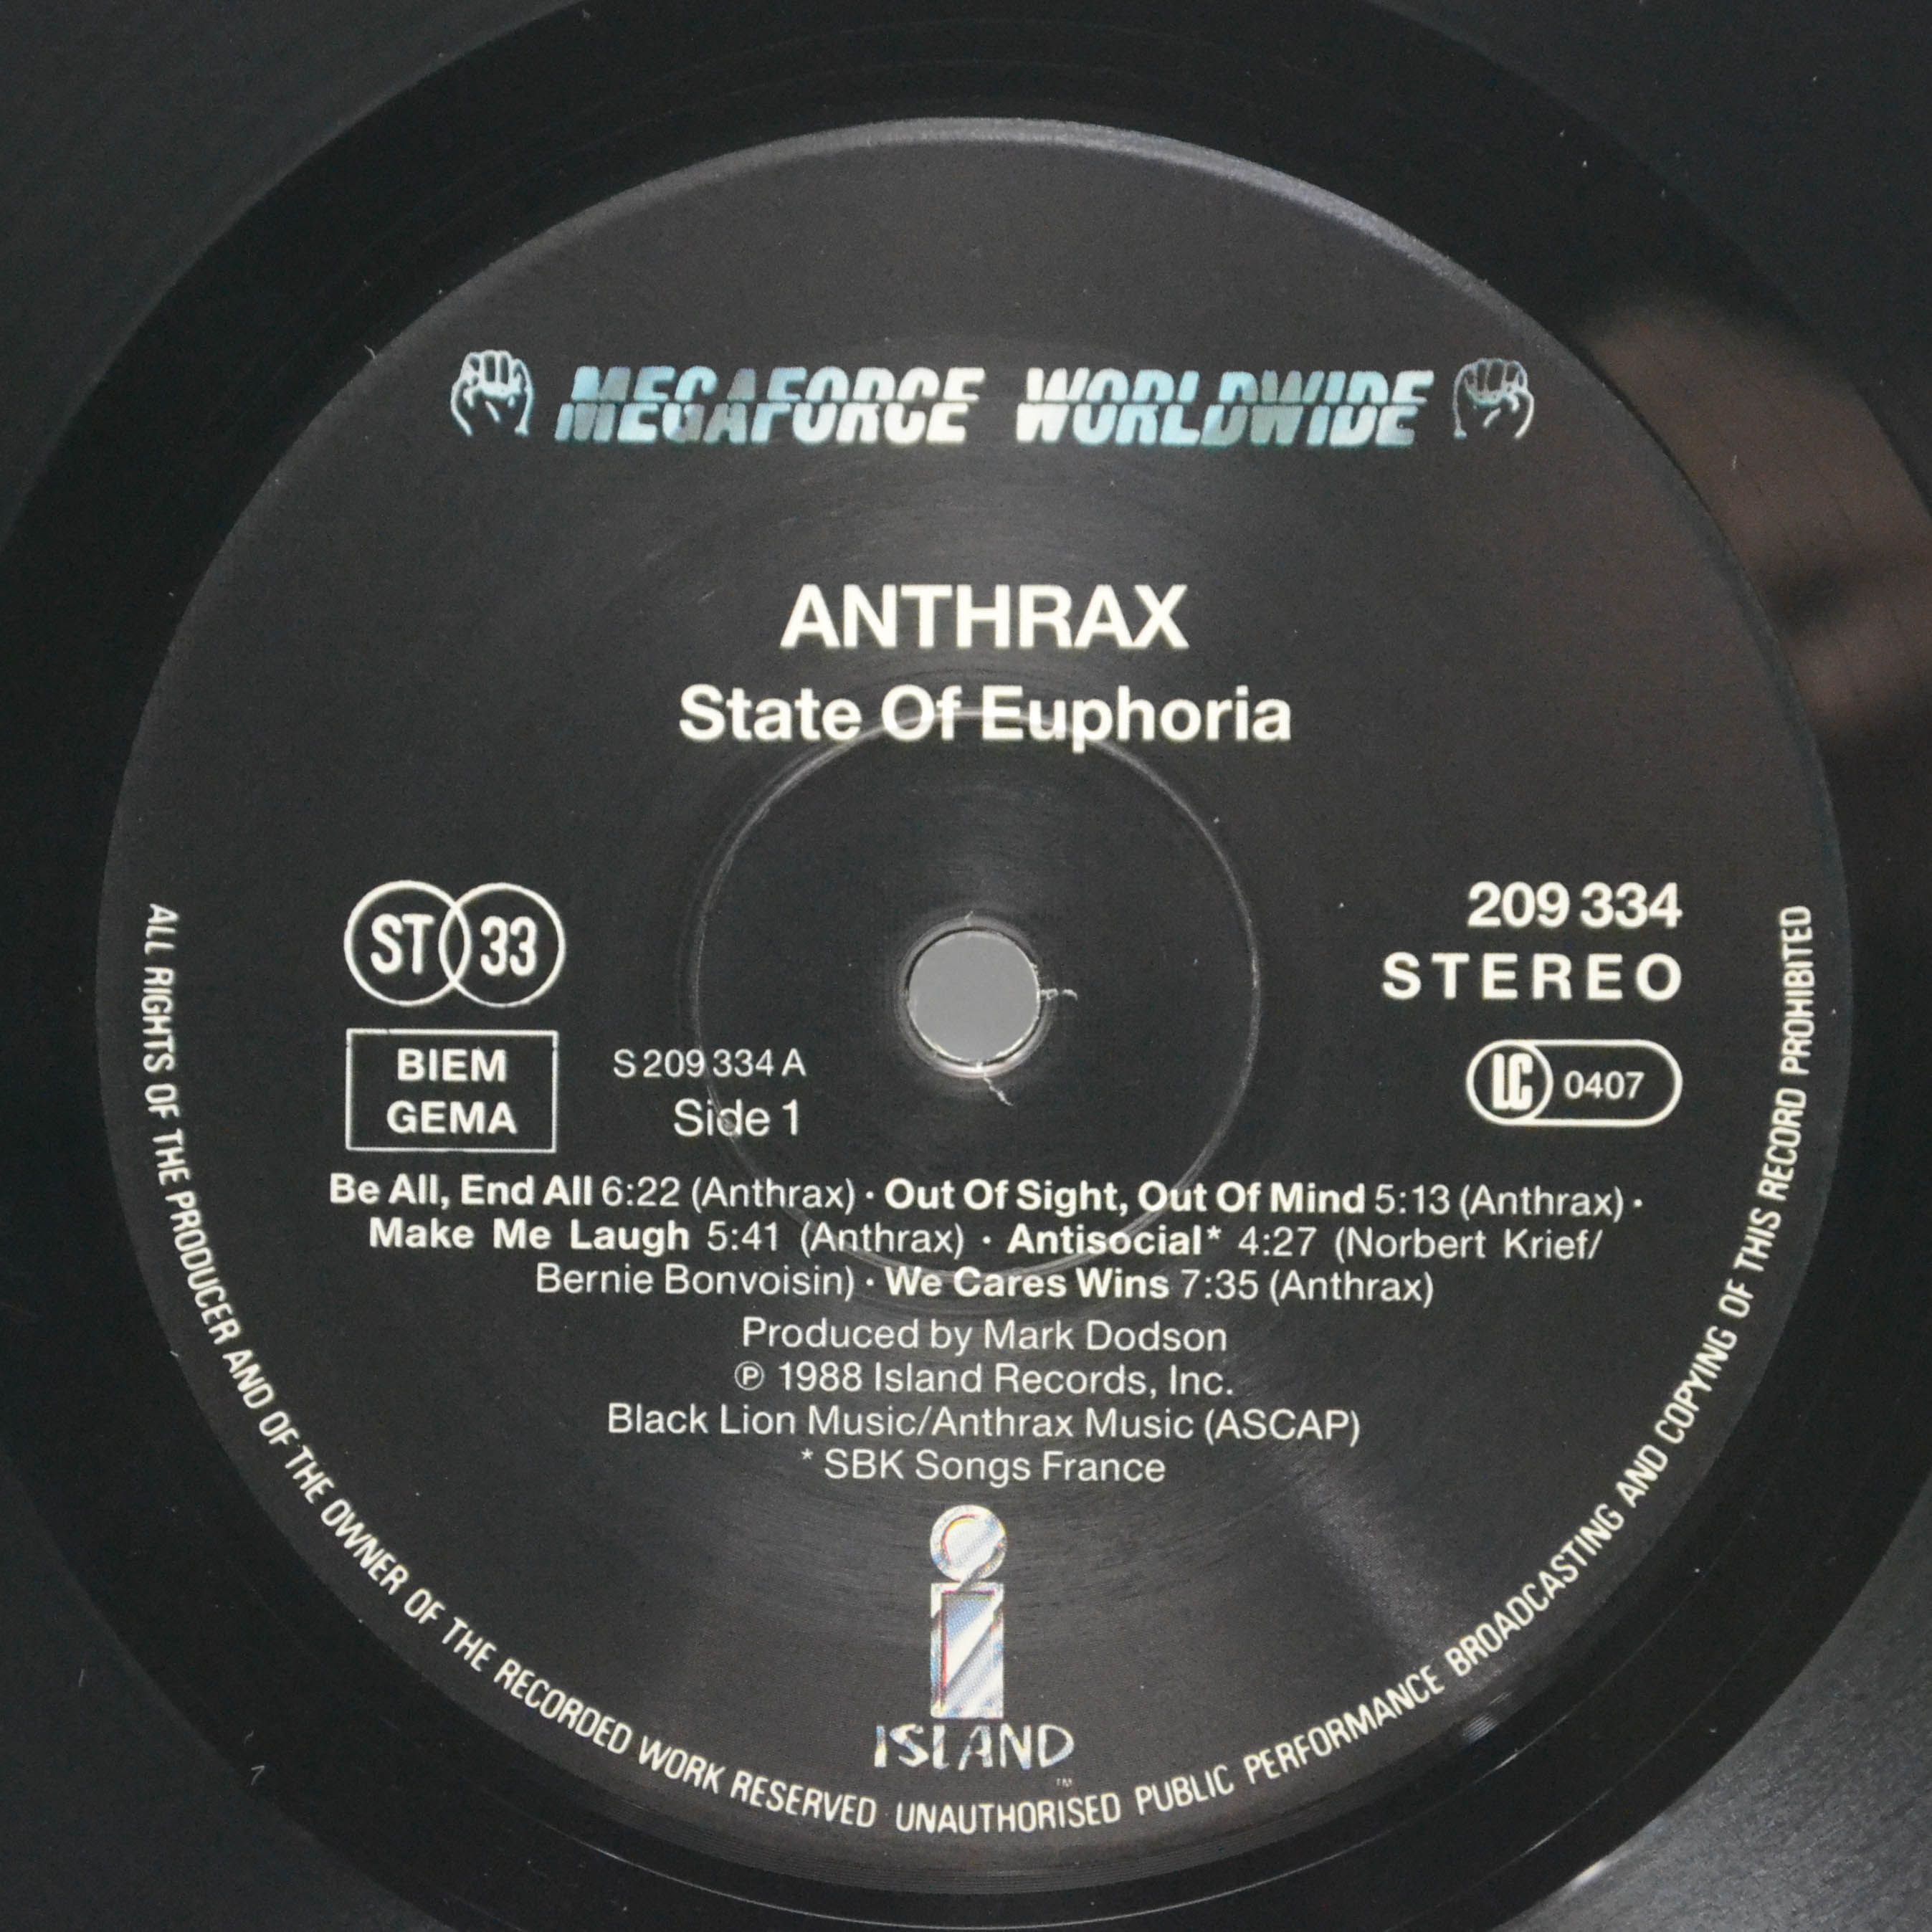 MEGAFORCE WORLDWIDE
ANTHRAX
State Of Euphoria
ST 33
209 334
STEREO
BIEM
GEMA
S 209 334 A
Side 1
LC 0407
Be All, End All 6:22 (Anthrax) · Out Of Sight, Out Of Mind 5:13 (Anthrax) ·
Make Me Laugh 5:41 (Anthrax) · Antisocial* 4:27 (Norbert Krief/
Bernie Bonvoisin) · We Cares Wins 7:35 (Anthrax)
Produced by Mark Dodson
℗ 1988 Island Records, Inc.
Black Lion Music/Anthrax Music (ASCAP)
* SBK Songs France
i
ISLAND
™
ALL RIGHTS OF THE PRODUCER AND OF THE OWNER OF THE RECORDED WORK RESERVED UNAUTHORISED PUBLIC PERFORMANCE BROADCASTING AND COPYING OF THIS RECORD PROHIBITED